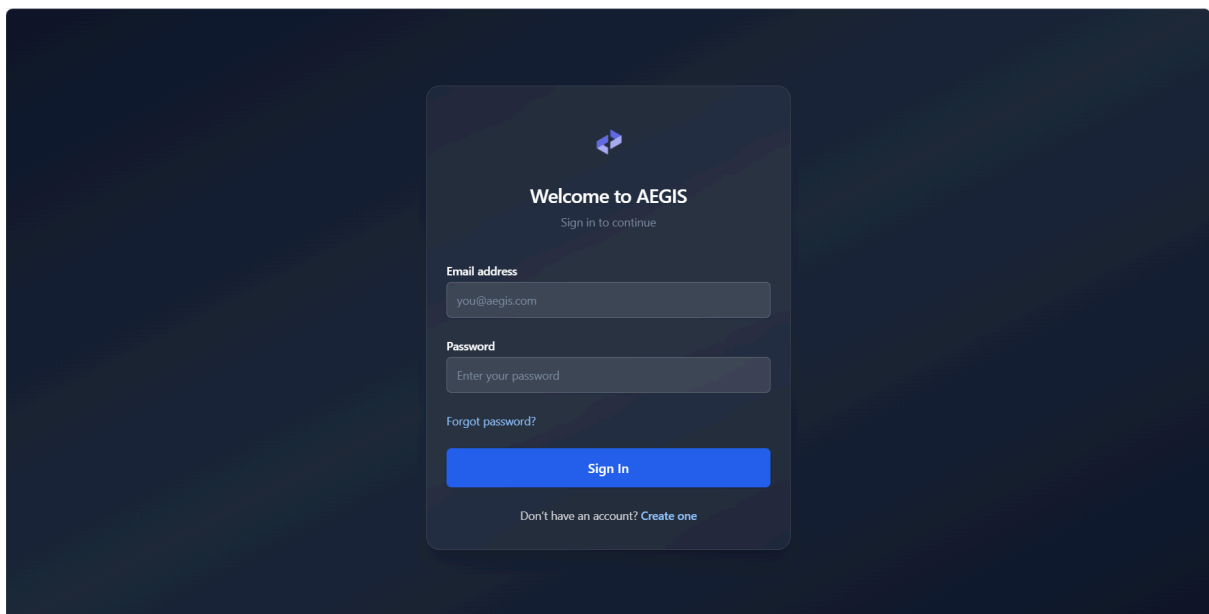 Welcome to AEGIS
Sign in to continue
Email address
you@aegis.com
Password
Enter your password
Forgot password?
Sign In
Don't have an account? Create one